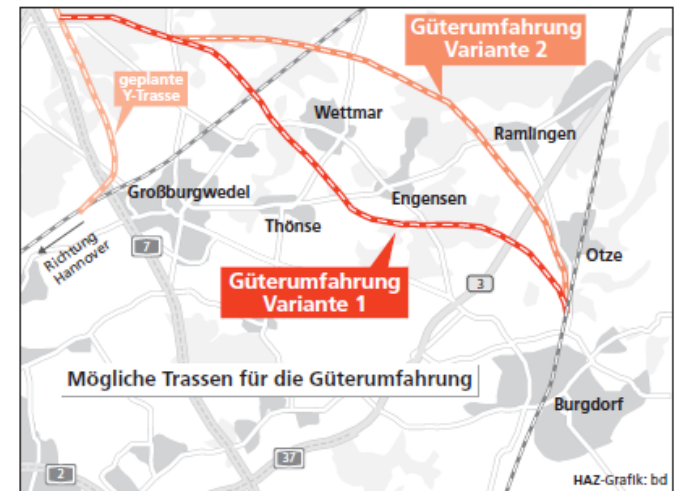 Güterumfahrung
Variante 2
geplante
Y-Trasse
Wettmar
Ramlingen
Großburgwedel
Engensen
Thönse
Richtung
Hannover
7
Otze
Güterumfahrung
Variante 1
3
Mögliche Trassen für die Güterumfahrung
Burgdorf
37
2
HAZ-Grafik: bd